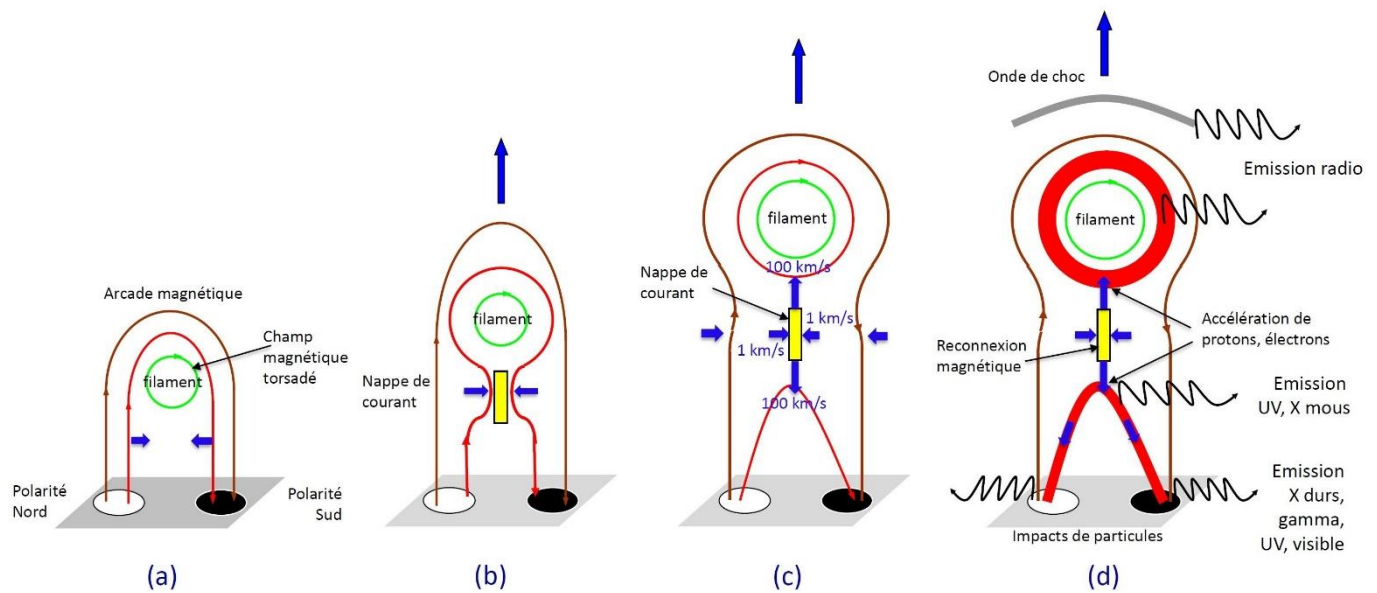 Arcade magnétique
Champ
magnétique
torsadé
filament
Polarité
Nord
Polarité
Sud
(a)
filament
Nappe de
courant
(b)
filament
Nappe de
courant
100 km/s
1 km/s
1 km/s
100 km/s
(c)
Onde de choc
Emission radio
filament
Accélération de
protons, électrons
Reconnexion
magnétique
Emission
UV, X mous
Emission
X durs,
gamma,
UV, visible
Impacts de particules
(d)